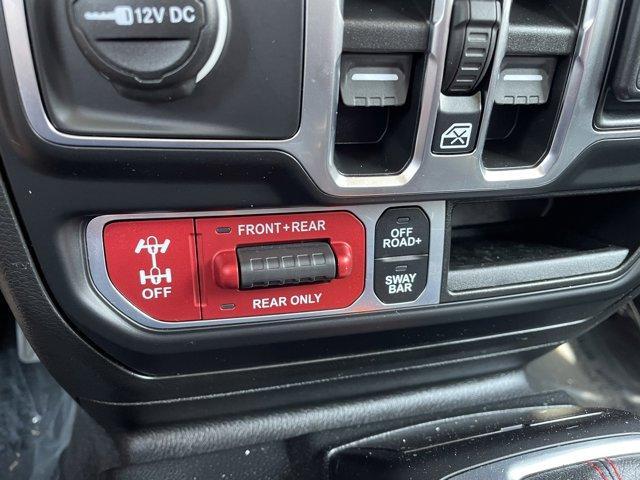 12V DC
FRONT+REAR
OFF
REAR ONLY
OFF
ROAD+
SWAY
BAR